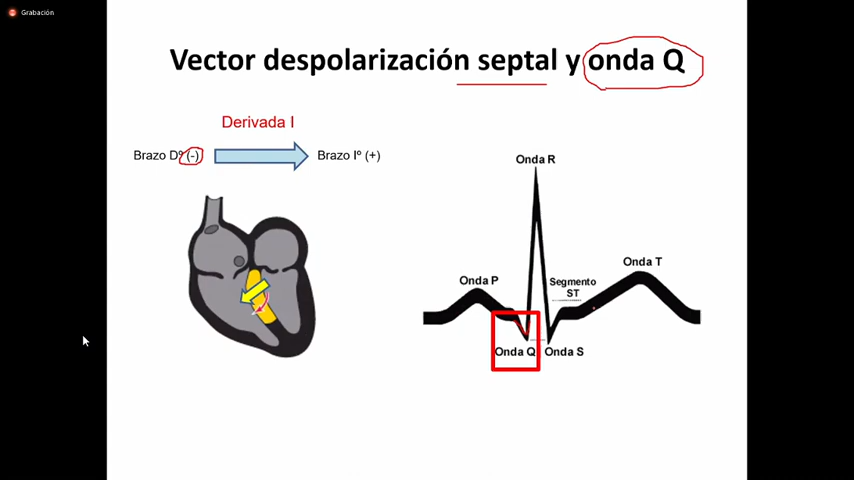 Grabación
Vector despolarización septal y onda Q
Derivada I
Brazo Dº (-)
Brazo Iº (+)
Onda R
Onda P
Onda T
Segmento
ST
Onda Q
Onda S